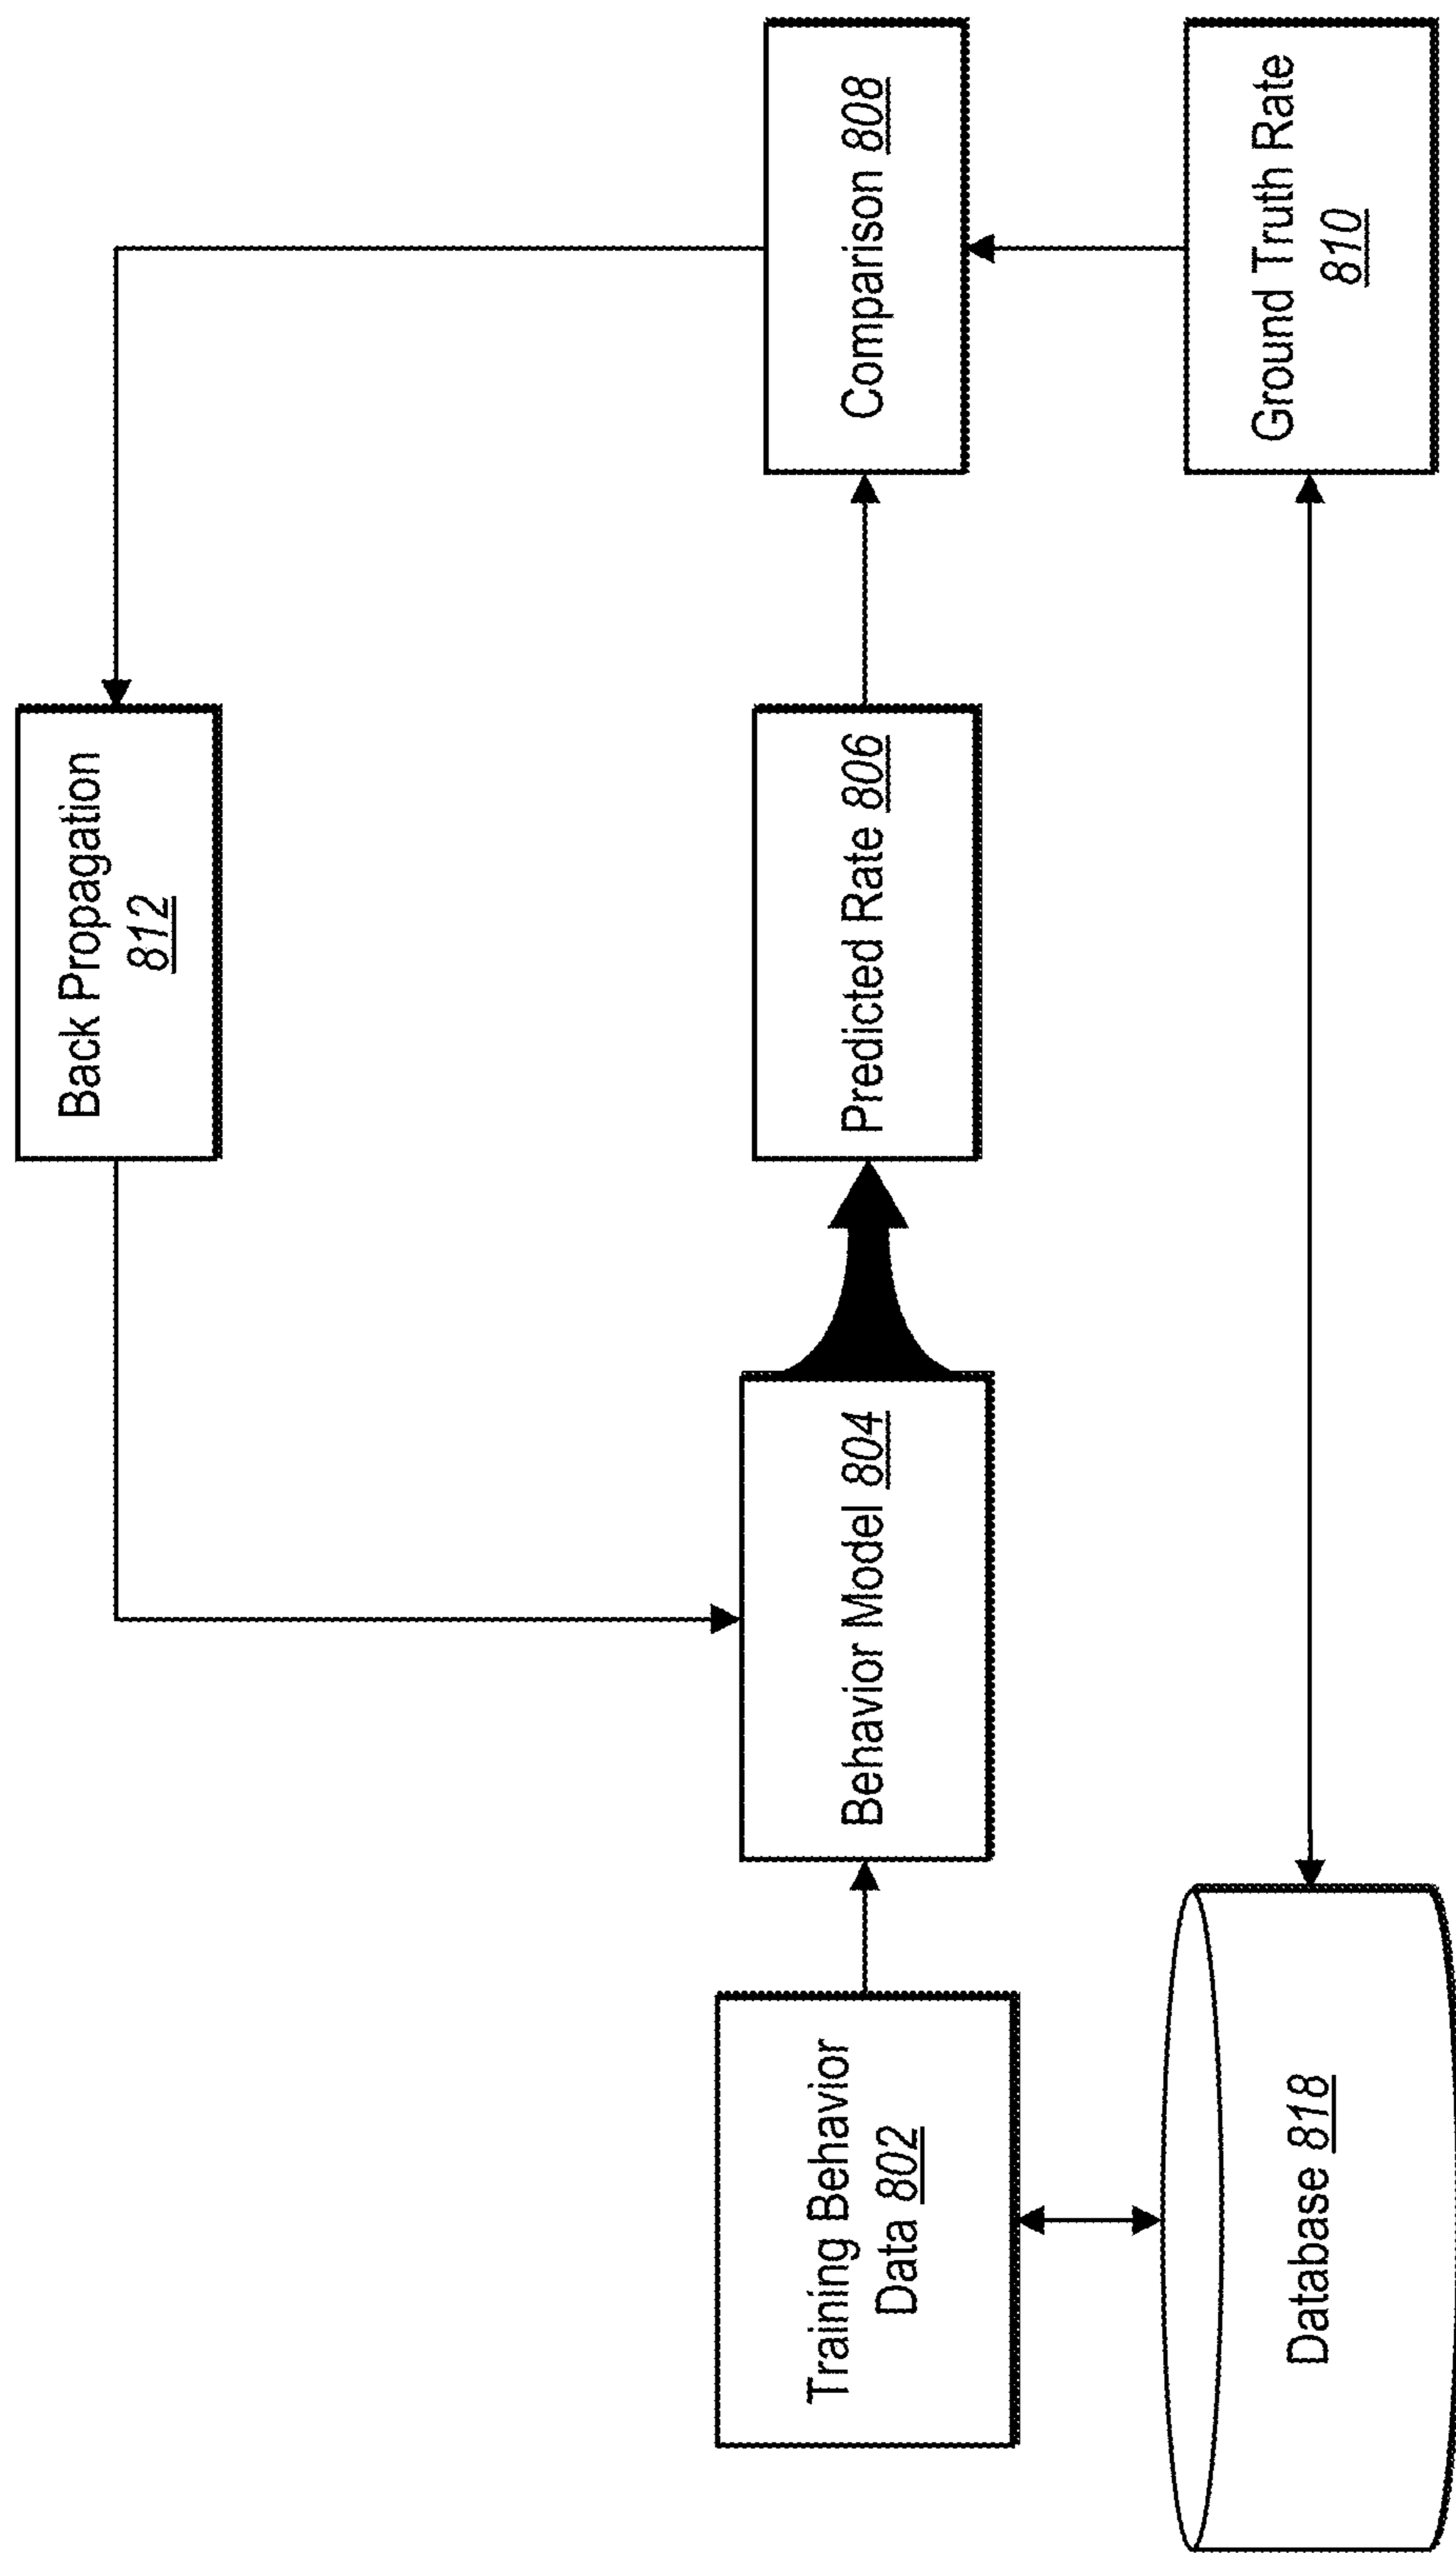 Back Propagation
812
Training Behavior
Data 802
Behavior Model 804
Predicted Rate 806
Comparison 808
Database 818
Ground Truth Rate
810